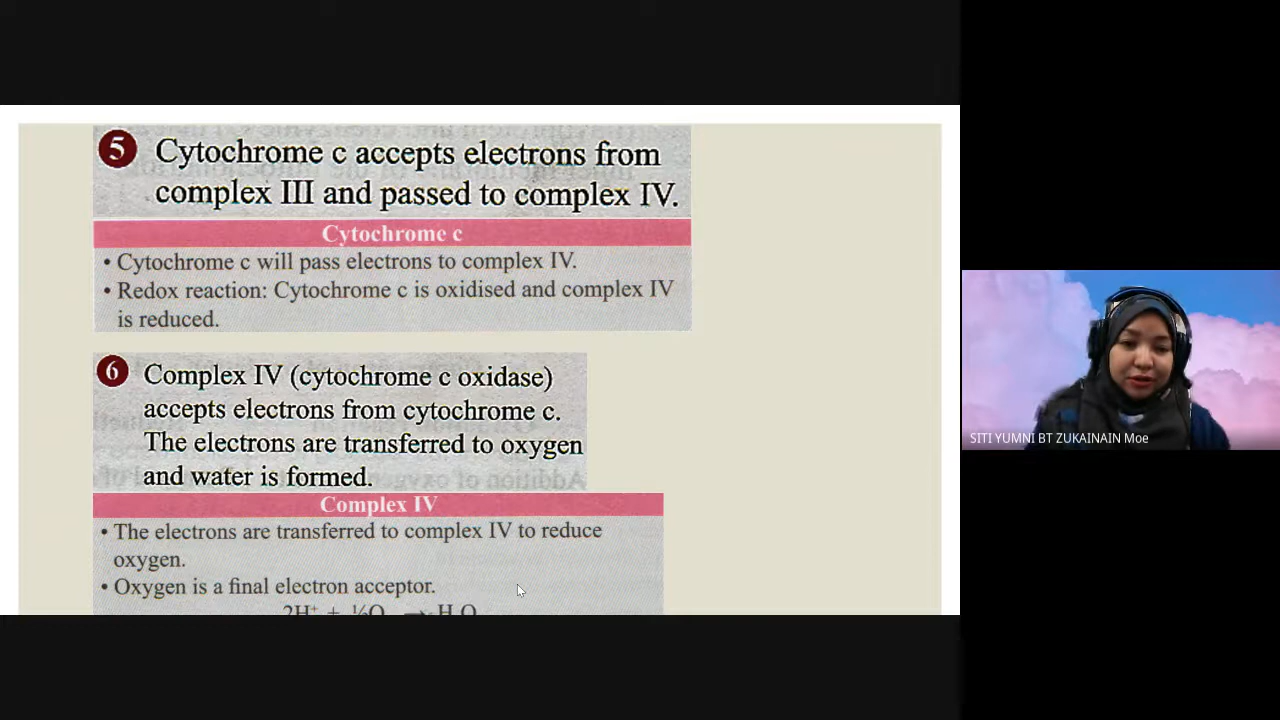 5 Cytochrome c accepts electrons from
complex III and passed to complex IV.
Cytochrome c
• Cytochrome c will pass electrons to complex IV.
• Redox reaction: Cytochrome c is oxidised and complex IV
is reduced.
6 Complex IV (cytochrome c oxidase)
accepts electrons from cytochrome c.
The electrons are transferred to oxygen
and water is formed.
Complex IV
• The electrons are transferred to complex IV to reduce
oxygen.
• Oxygen is a final electron acceptor.
2H⁺ + ½O → H O
SITI YUMNI BT ZUKAINAIN Moe